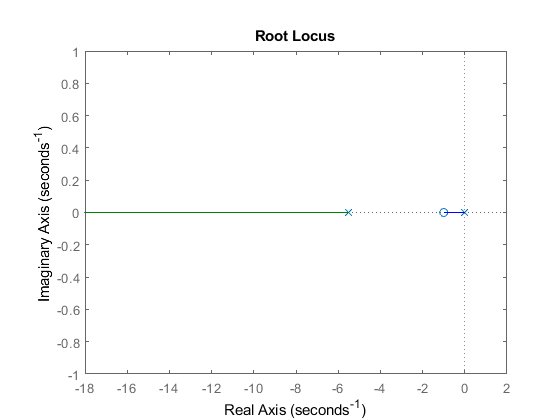 Root Locus
Imaginary Axis (seconds⁻¹)
1
0.8
0.6
0.4
0.2
0
-0.2
-0.4
-0.6
-0.8
-1
-18 -16 -14 -12 -10 -8 -6 -4 -2 0 2
Real Axis (seconds⁻¹)